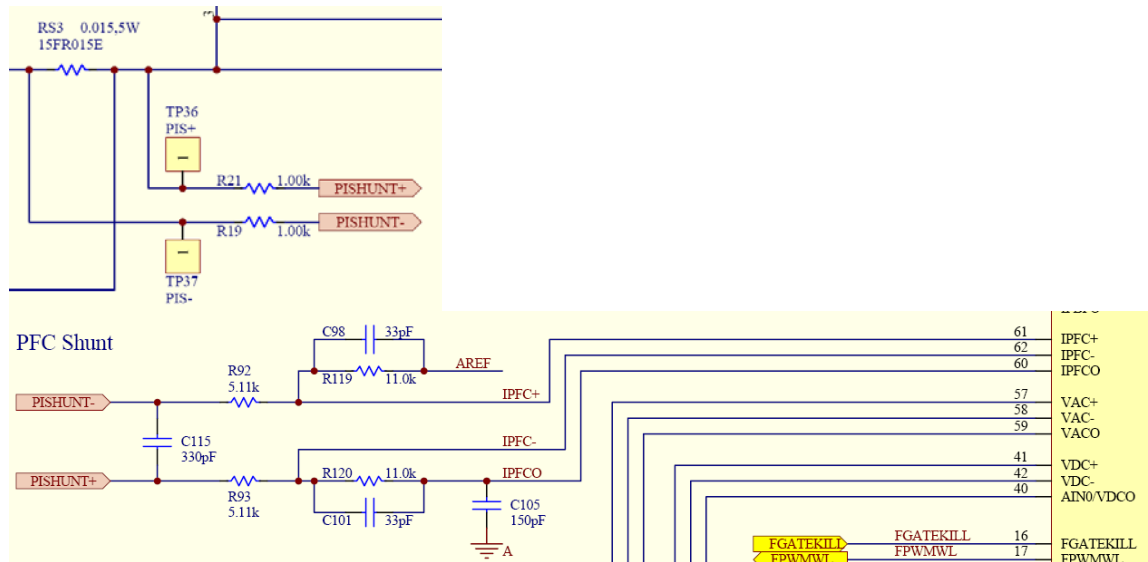 RS3 0.015,5W
15FR015E
TP36
PIS+
R21 1.00k PISHUNT+
R19 1.00k PISHUNT-
TP37
PIS-
PFC Shunt
C98 33pF
R119 11.0k AREF
R92
5.11k
PISHUNT-
IPFC+
C115
330pF
IPFC-
PISHUNT+
R120 11.0k IPFCO
R93
5.11k
C101 33pF
C105
150pF
A
61 IPFC+
62 IPFC-
60 IPFCO
57 VAC+
58 VAC-
59 VACO
41 VDC+
42 VDC-
40 AIN0/VDCO
FGATEKILL FGATEKILL 16 FGATEKILL
FPWMWL FPWMWL 17 FPWMWL